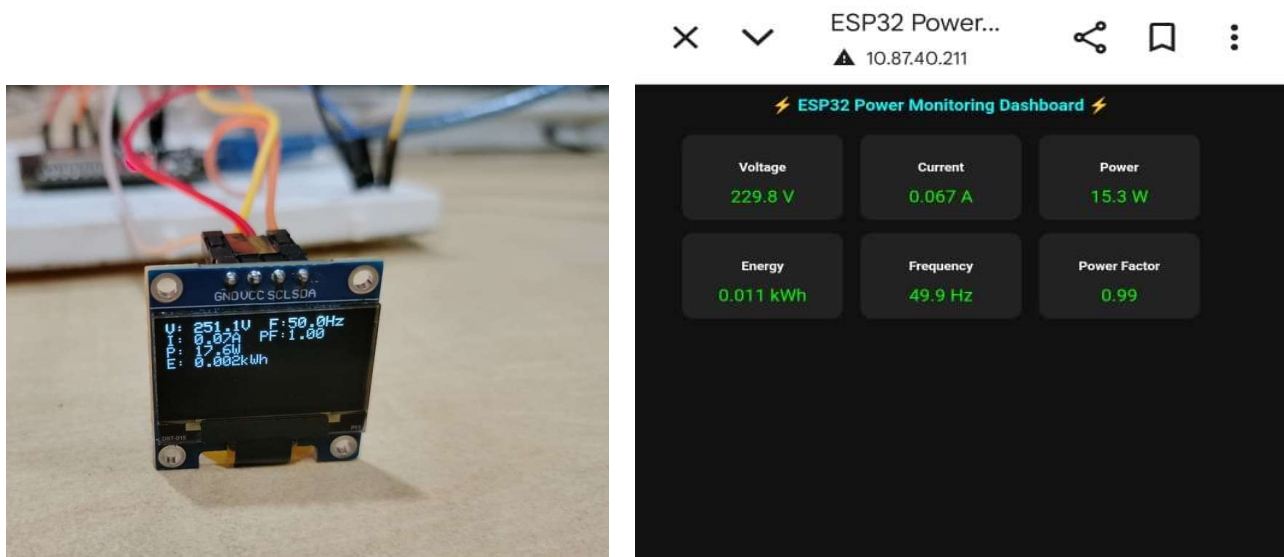 GND VCC SCL SDA
V: 251.1V F:50.0Hz
I: 0.07A PF:1.00
P: 17.6W
E: 0.002kWh
ESP32 Power...
10.87.40.211
⚡ ESP32 Power Monitoring Dashboard ⚡
Voltage Current Power
229.8 V 0.067 A 15.3 W
Energy Frequency Power Factor
0.011 kWh 49.9 Hz 0.99